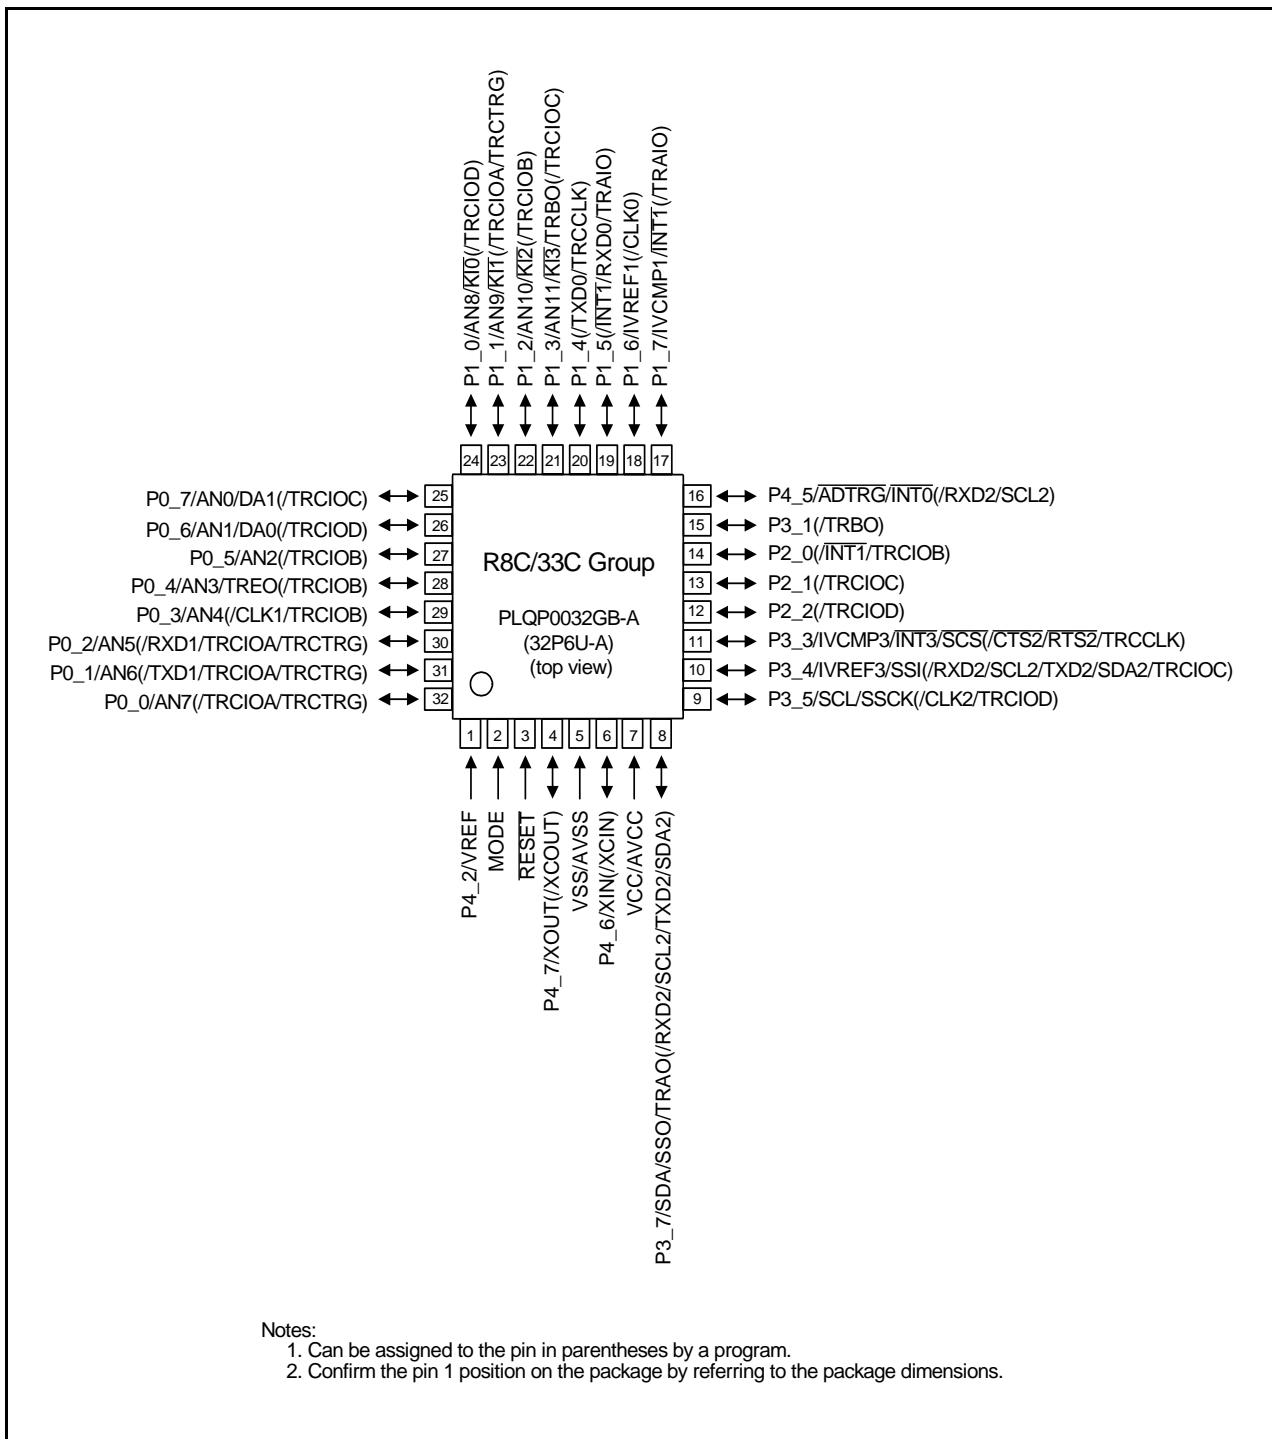 P1_0/AN8/KI0(/TRCIOD)
P1_1/AN9/KI1(/TRCIOA/TRCTRG)
P1_2/AN10/KI2(/TRCIOB)
P1_3/AN11/KI3/TRBO(/TRCIOC)
P1_4(/TXD0/TRCCLK)
P1_5(/INT1/RXD0/TRAIO)
P1_6/IVREF1(/CLK0)
P1_7/IVCMP1/INT1(/TRAIO)
24 23 22 21 20 19 18 17
P0_7/AN0/DA1(/TRCIOC) 25
P0_6/AN1/DA0(/TRCIOD) 26
P0_5/AN2(/TRCIOB) 27
P0_4/AN3/TREO(/TRCIOB) 28
P0_3/AN4(/CLK1/TRCIOB) 29
P0_2/AN5(/RXD1/TRCIOA/TRCTRG) 30
P0_1/AN6(/TXD1/TRCIOA/TRCTRG) 31
P0_0/AN7(/TRCIOA/TRCTRG) 32
R8C/33C Group
PLQP0032GB-A
(32P6U-A)
(top view)
16 P4_5/ADTRG/INT0(/RXD2/SCL2)
15 P3_1(/TRBO)
14 P2_0(/INT1/TRCIOB)
13 P2_1(/TRCIOC)
12 P2_2(/TRCIOD)
11 P3_3/IVCMP3/INT3/SCS(/CTS2/RTS2/TRCCLK)
10 P3_4/IVREF3/SSI(/RXD2/SCL2/TXD2/SDA2/TRCIOC)
9 P3_5/SCL/SSCK(/CLK2/TRCIOD)
1 2 3 4 5 6 7 8
P4_2/VREF
MODE
RESET
P4_7/XOUT(/XCOUT)
VSS/AVSS
P4_6/XIN(/XCIN)
VCC/AVCC
P3_7/SDA/SSO/TRAO(/RXD2/SCL2/TXD2/SDA2)
Notes:
1. Can be assigned to the pin in parentheses by a program.
2. Confirm the pin 1 position on the package by referring to the package dimensions.